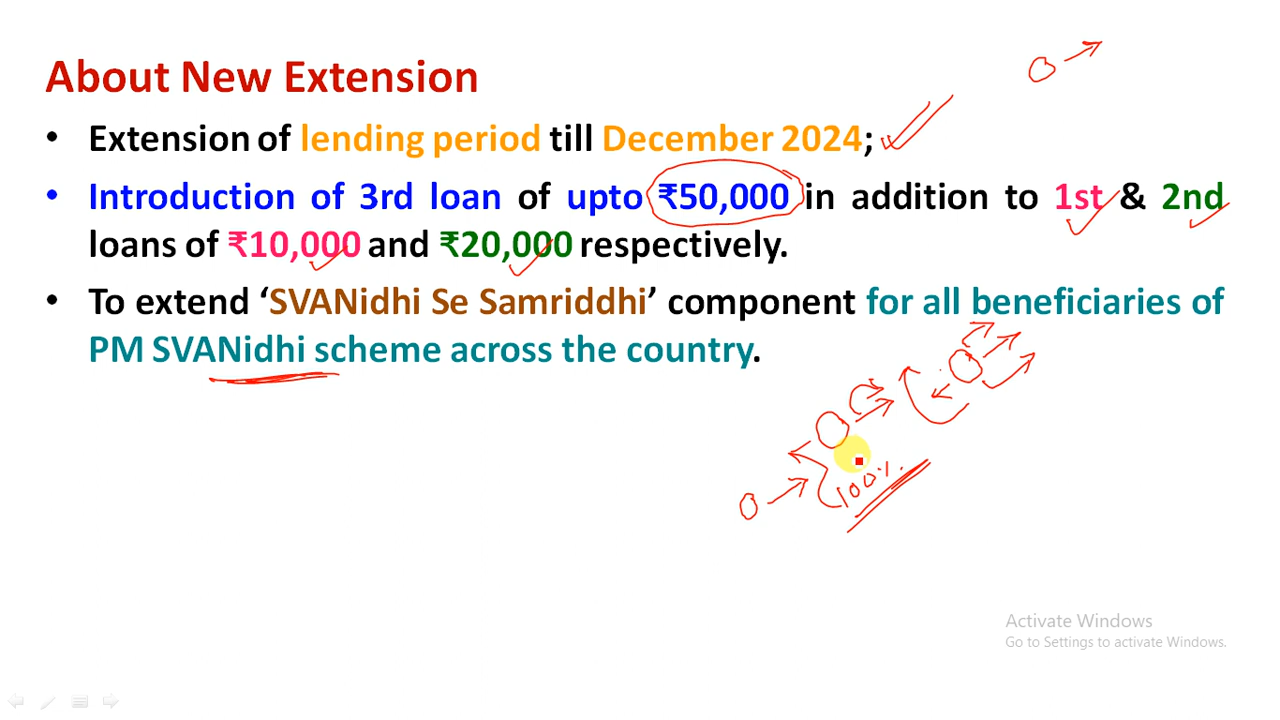 About New Extension
• Extension of lending period till December 2024;
• Introduction of 3rd loan of upto ₹50,000 in addition to 1st & 2nd
loans of ₹10,000 and ₹20,000 respectively.
• To extend ‘SVANidhi Se Samriddhi’ component for all beneficiaries of
PM SVANidhi scheme across the country.
100%
Activate Windows
Go to Settings to activate Windows.